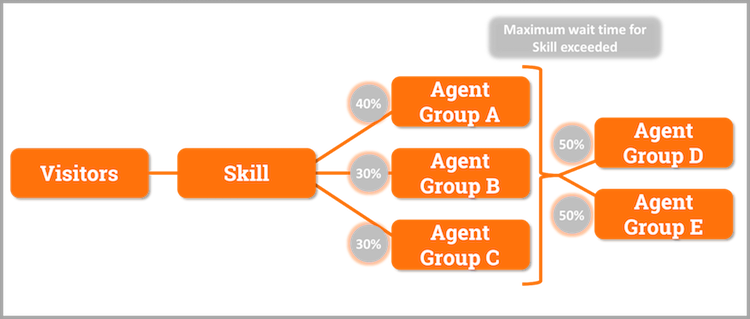 Maximum wait time for
Skill exceeded
Visitors
Skill
40%
Agent
Group A
30%
Agent
Group B
30%
Agent
Group C
50%
Agent
Group D
50%
Agent
Group E